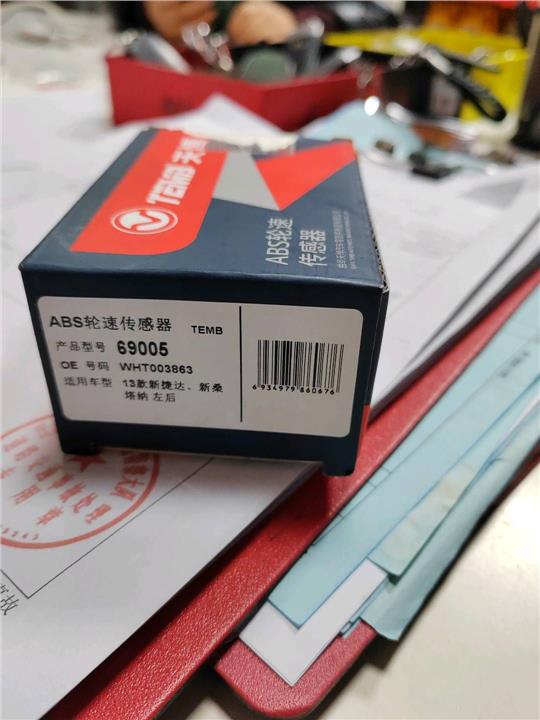 TEMB 天
ABS轮速
传感器
ABS轮速传感器 TEMB
产品型号 69005
OE 号码 WHT003863
适用车型 13款新捷达、新桑
塔纳 左后
6934979860676